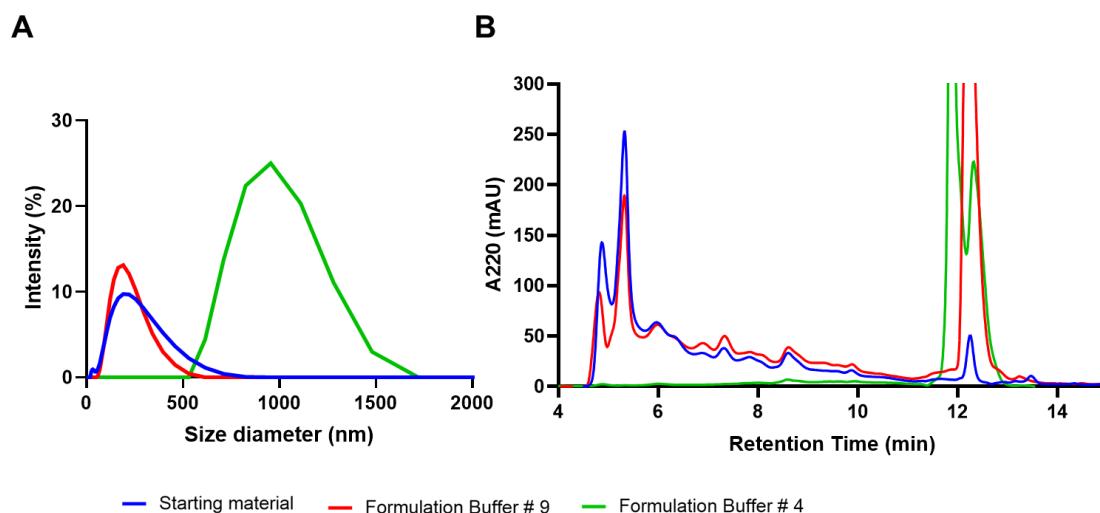 A
B
30
20
10
0
Intensity (%)
0 500 1000 1500 2000
Size diameter (nm)
300
250
200
150
100
50
0
A220 (mAU)
4 6 8 10 12 14
Retention Time (min)
Starting material Formulation Buffer # 9 Formulation Buffer # 4